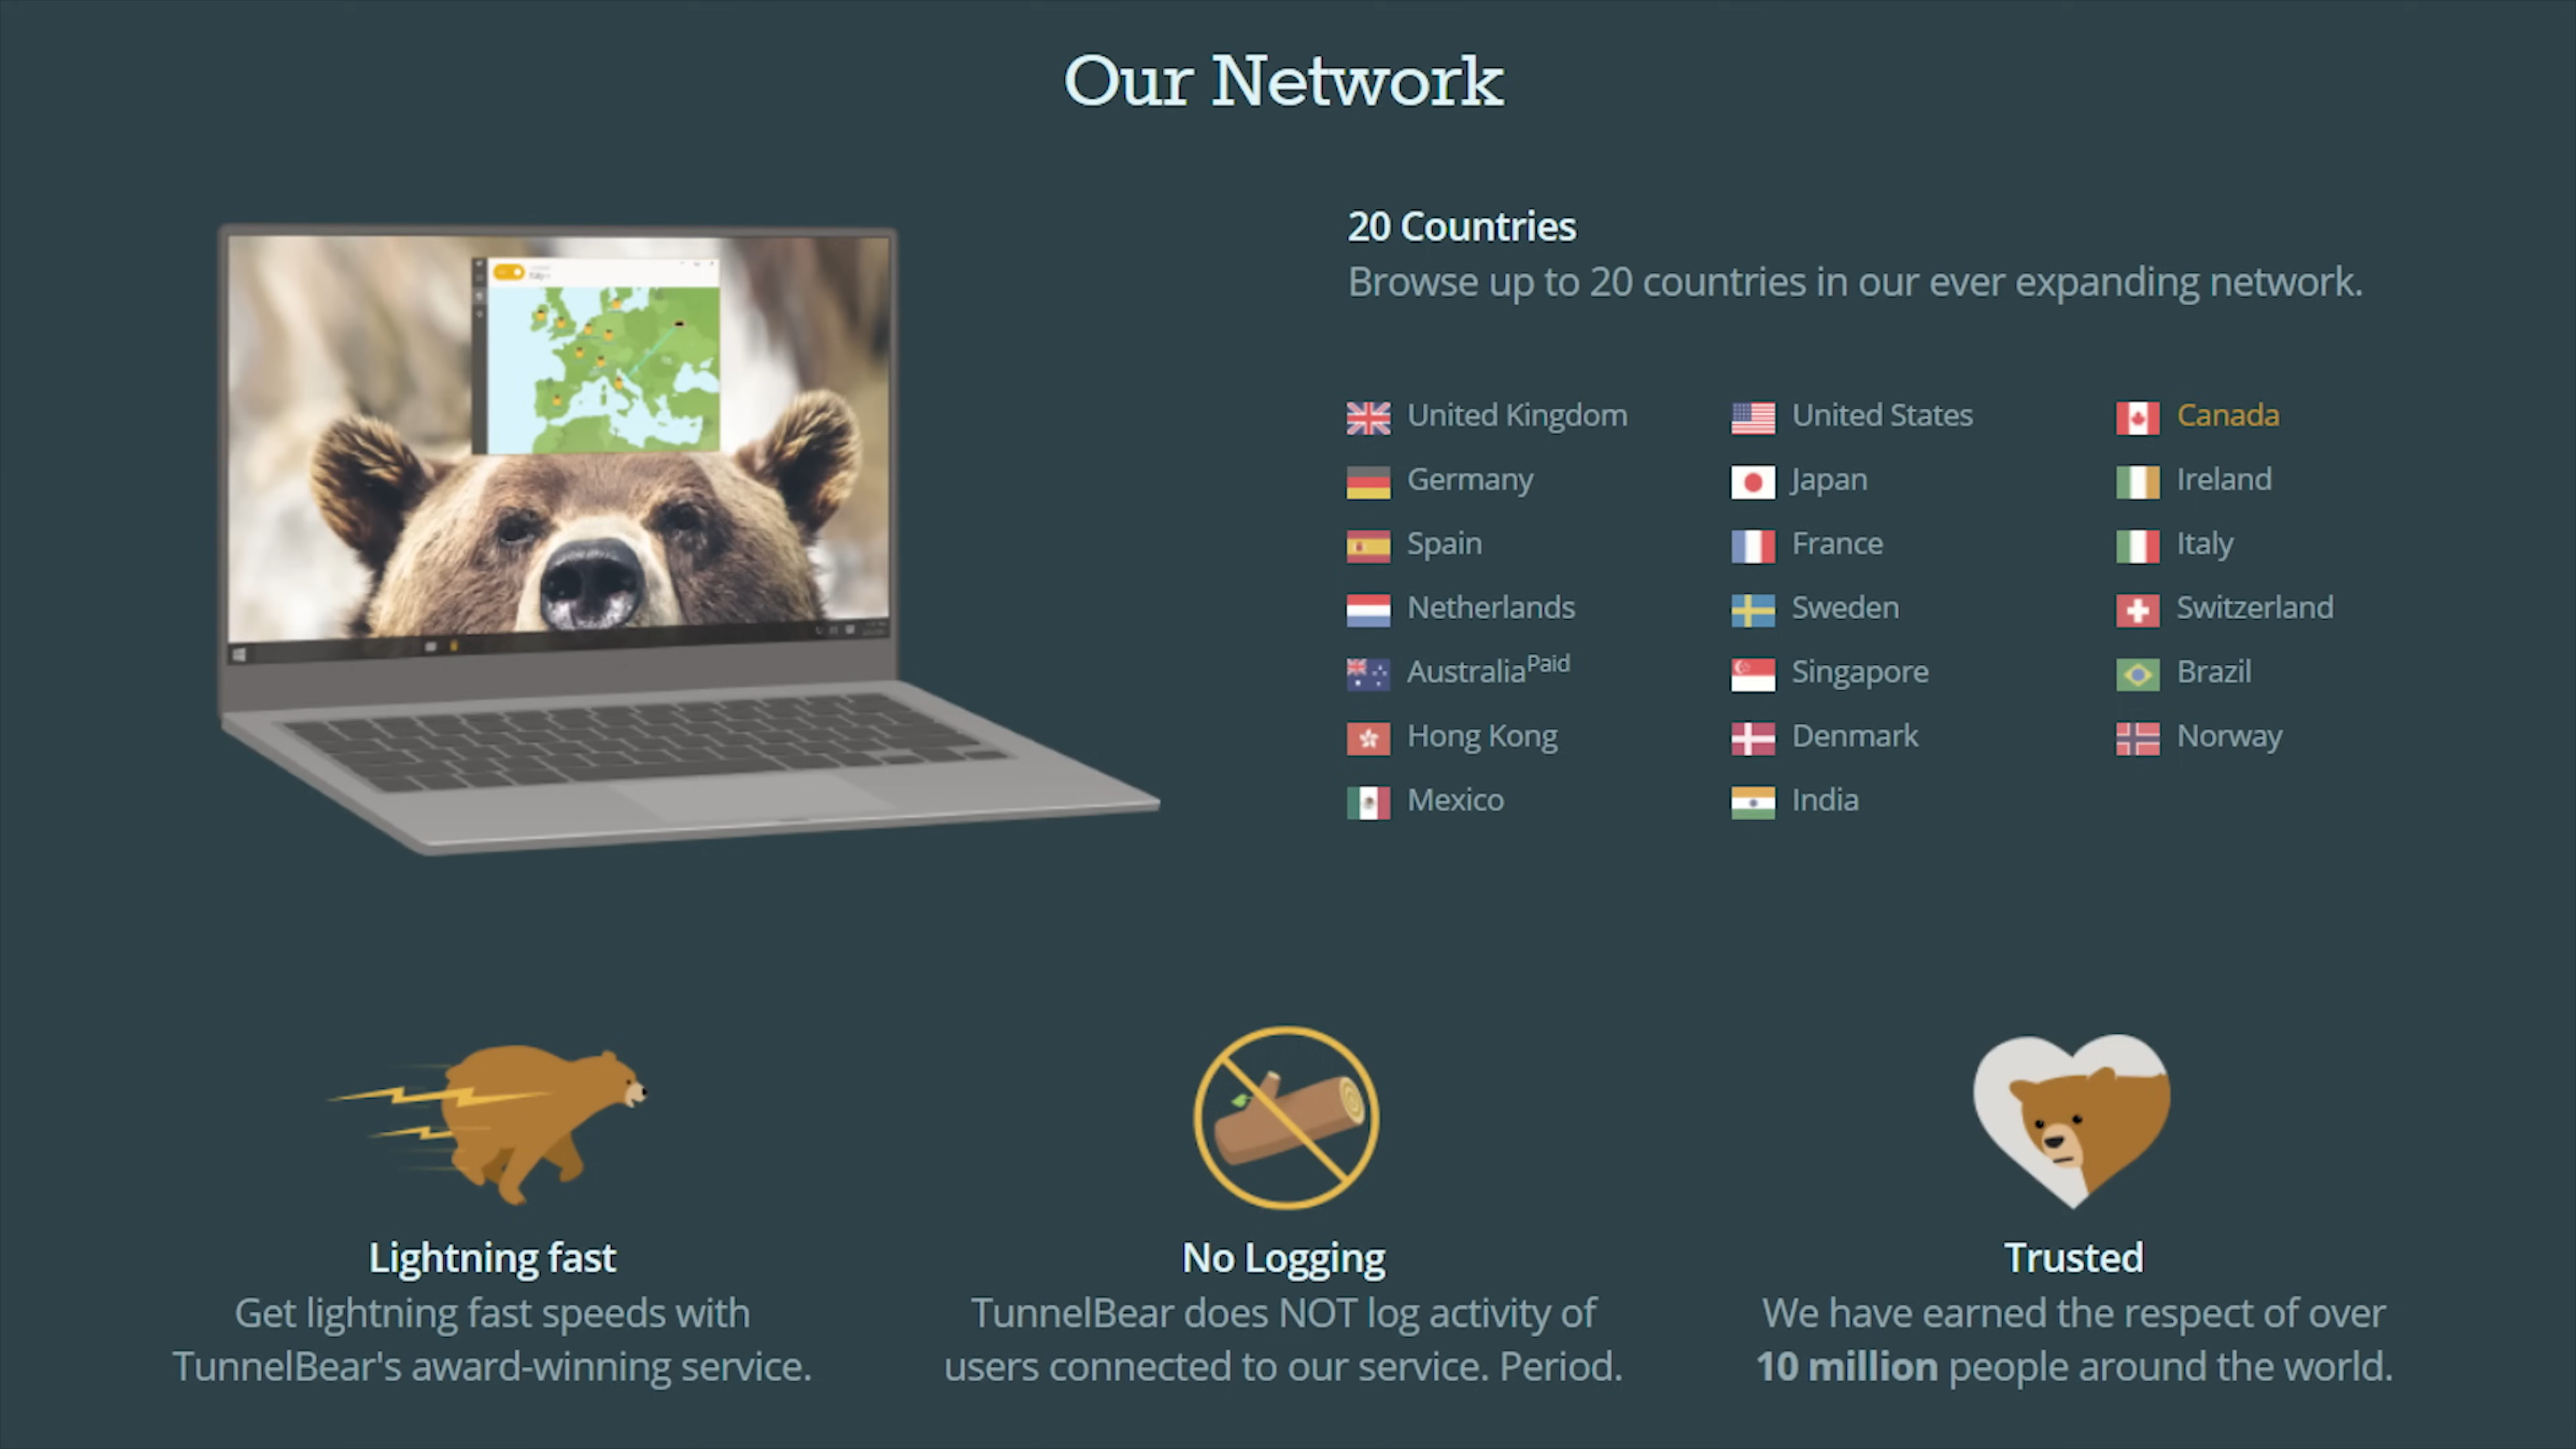 Our Network
20 Countries
Browse up to 20 countries in our ever expanding network.
United Kingdom United States Canada
Germany Japan Ireland
Spain France Italy
Netherlands Sweden Switzerland
AustraliaPaid Singapore Brazil
Hong Kong Denmark Norway
Mexico India
Lightning fast
Get lightning fast speeds with
TunnelBear's award-winning service.
No Logging
TunnelBear does NOT log activity of
users connected to our service. Period.
Trusted
We have earned the respect of over
10 million people around the world.